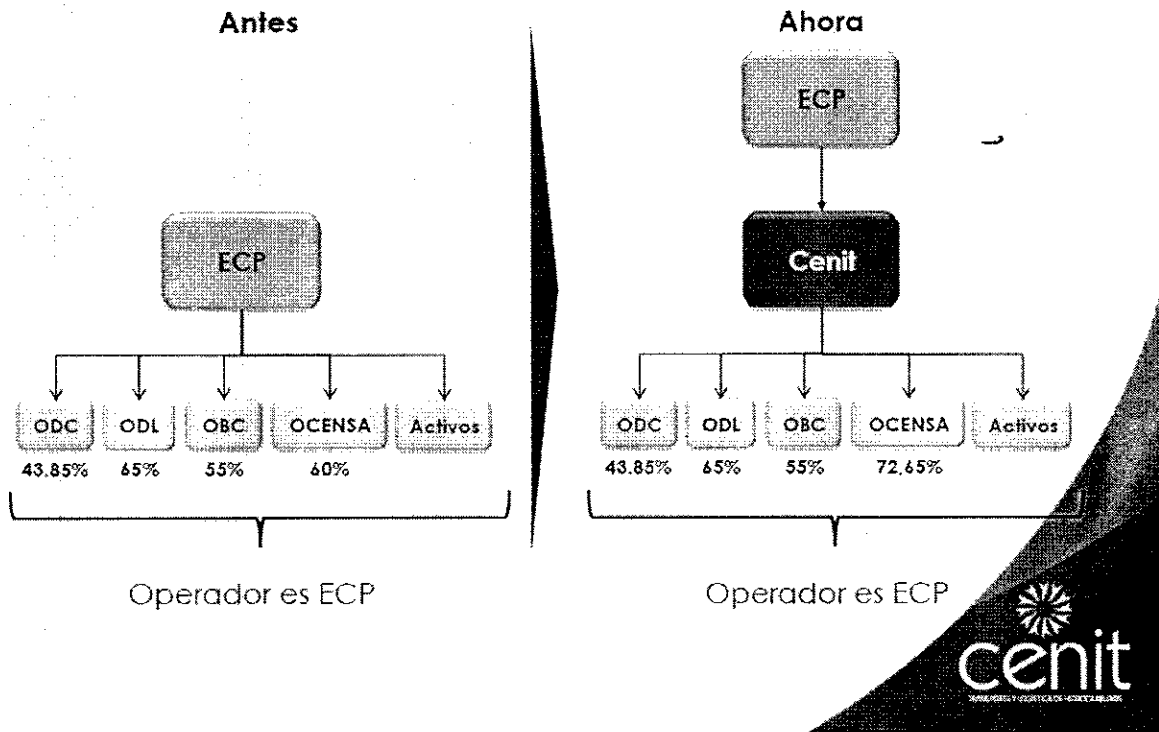 Antes
ECP
ODC ODL OBC OCENSA Activos
43.85% 65% 55% 60%
Operador es ECP
Ahora
ECP
Cenit
ODC ODL OBC OCENSA Activos
43.85% 65% 55% 72,65%
Operador es ECP
cenit